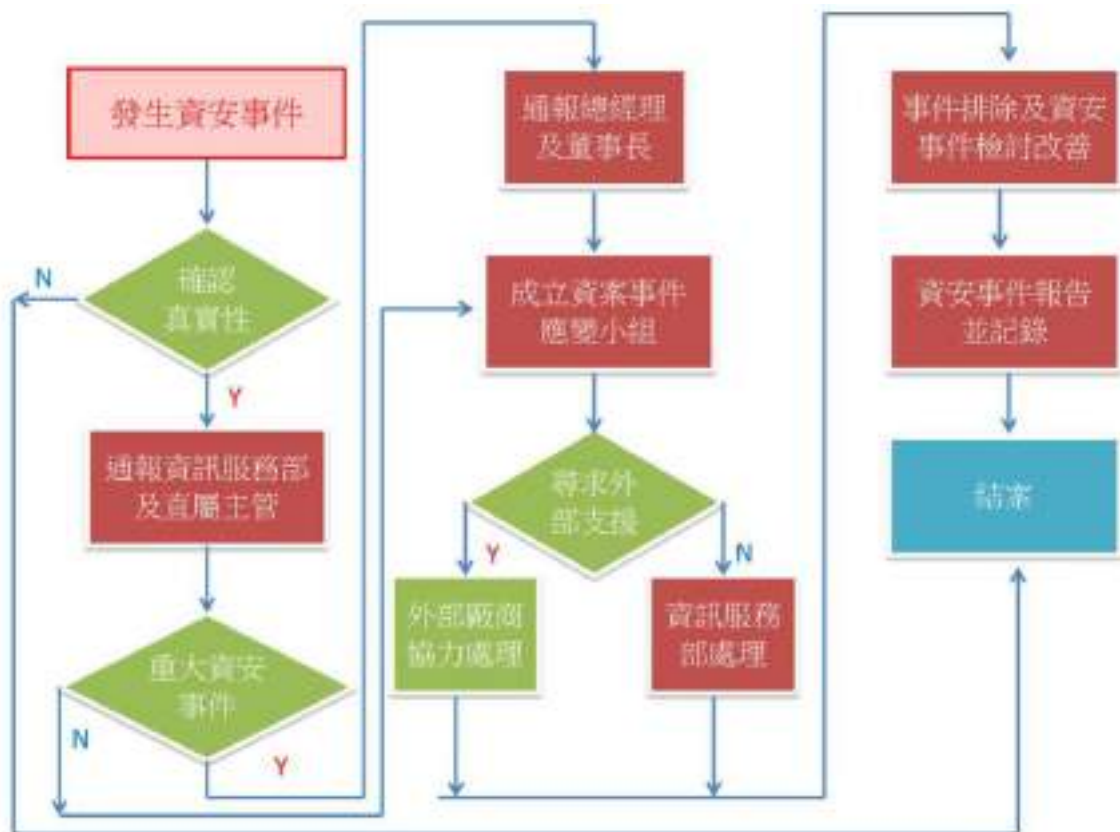 發生資安事件
確認
真實性
N
Y
通報資訊服務部
及直屬主管
重大資安
事件
N
Y
通報總經理
及董事長
成立資案事件
應變小組
尋求外
部支援
Y
N
外部廠商
協力處理
資訊服務
部處理
事件排除及資安
事件檢討改善
資安事件報告
並記錄
結案